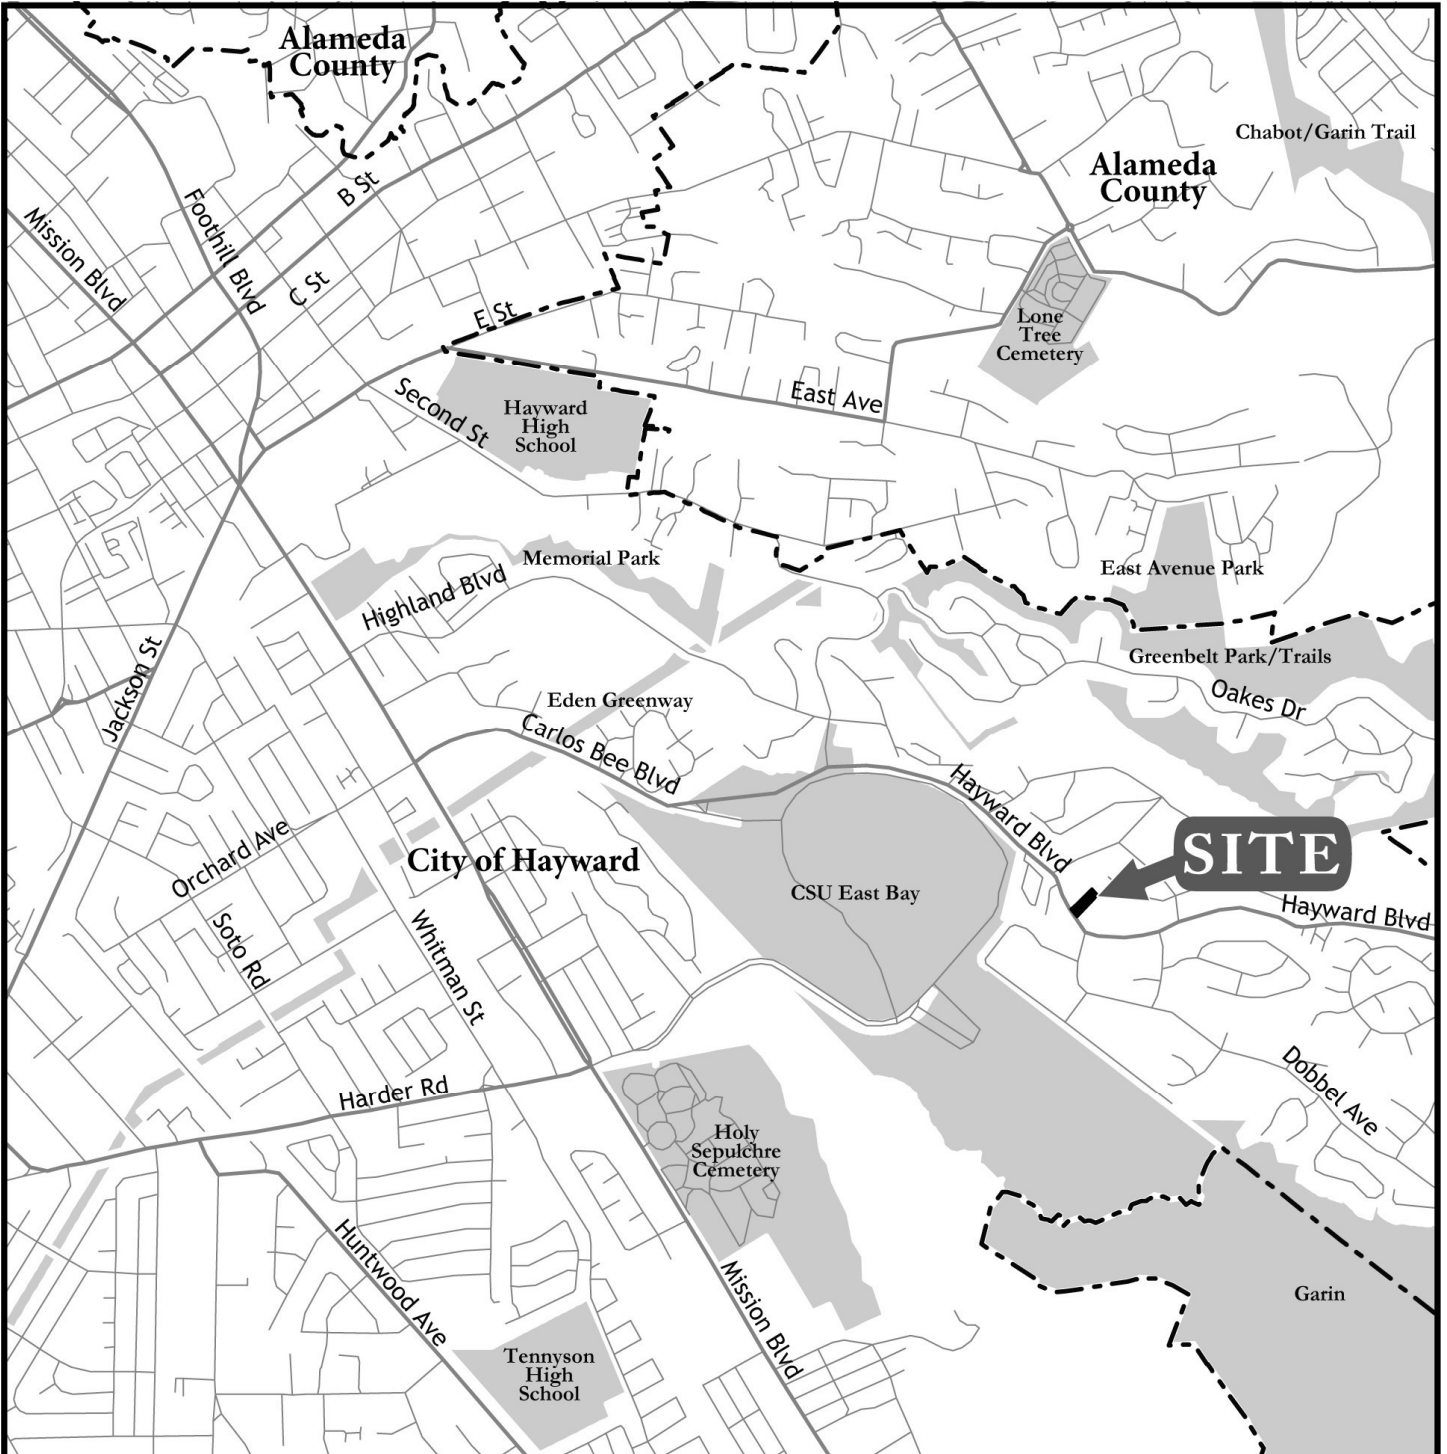 Alameda
County
Chabot/Garin Trail
Alameda
County
B St
Foothill Blvd
Mission Blvd
C St
E St
Lone
Tree
Cemetery
East Ave
Second St
Hayward
High
School
Memorial Park
East Avenue Park
Highland Blvd
Greenbelt Park/Trails
Jackson St
Oakes Dr
Eden Greenway
Carlos Bee Blvd
Hayward Blvd
Orchard Ave
City of Hayward
SITE
CSU East Bay
Hayward Blvd
Soto Rd
Whitman St
Dobbel Ave
Harder Rd
Holy
Sepulchre
Cemetery
Huntwood Ave
Mission Blvd
Garin
Tennyson
High
School